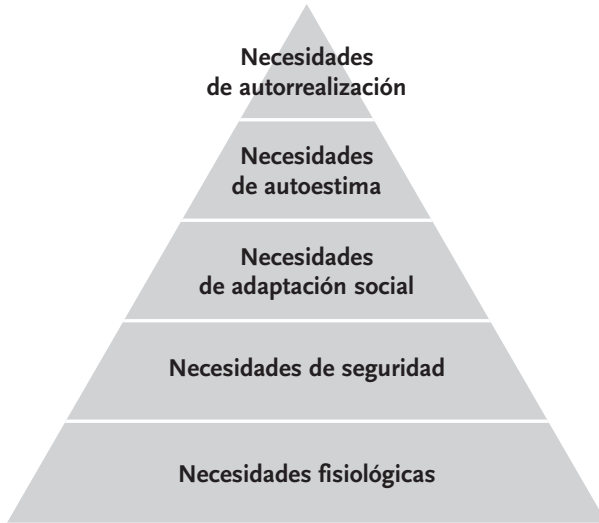 Necesidades
de autorrealización
Necesidades
de autoestima
Necesidades
de adaptación social
Necesidades de seguridad
Necesidades fisiológicas